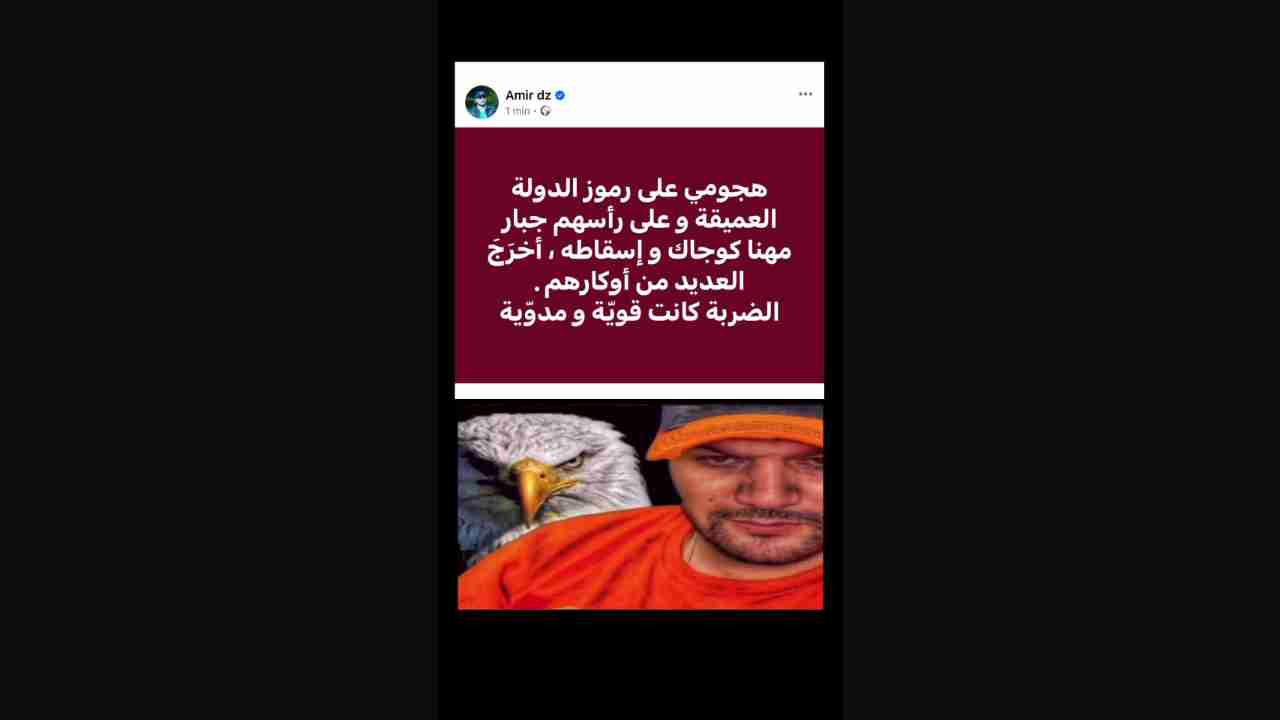 Amir dz
1 min
هجومي على رموز الدولة
العميقة و على رأسهم جبار
مهنا كوجاك و إسقاطه ، أخرَجَ
العديد من أوكارهم .
الضربة كانت قويّة و مدوّية